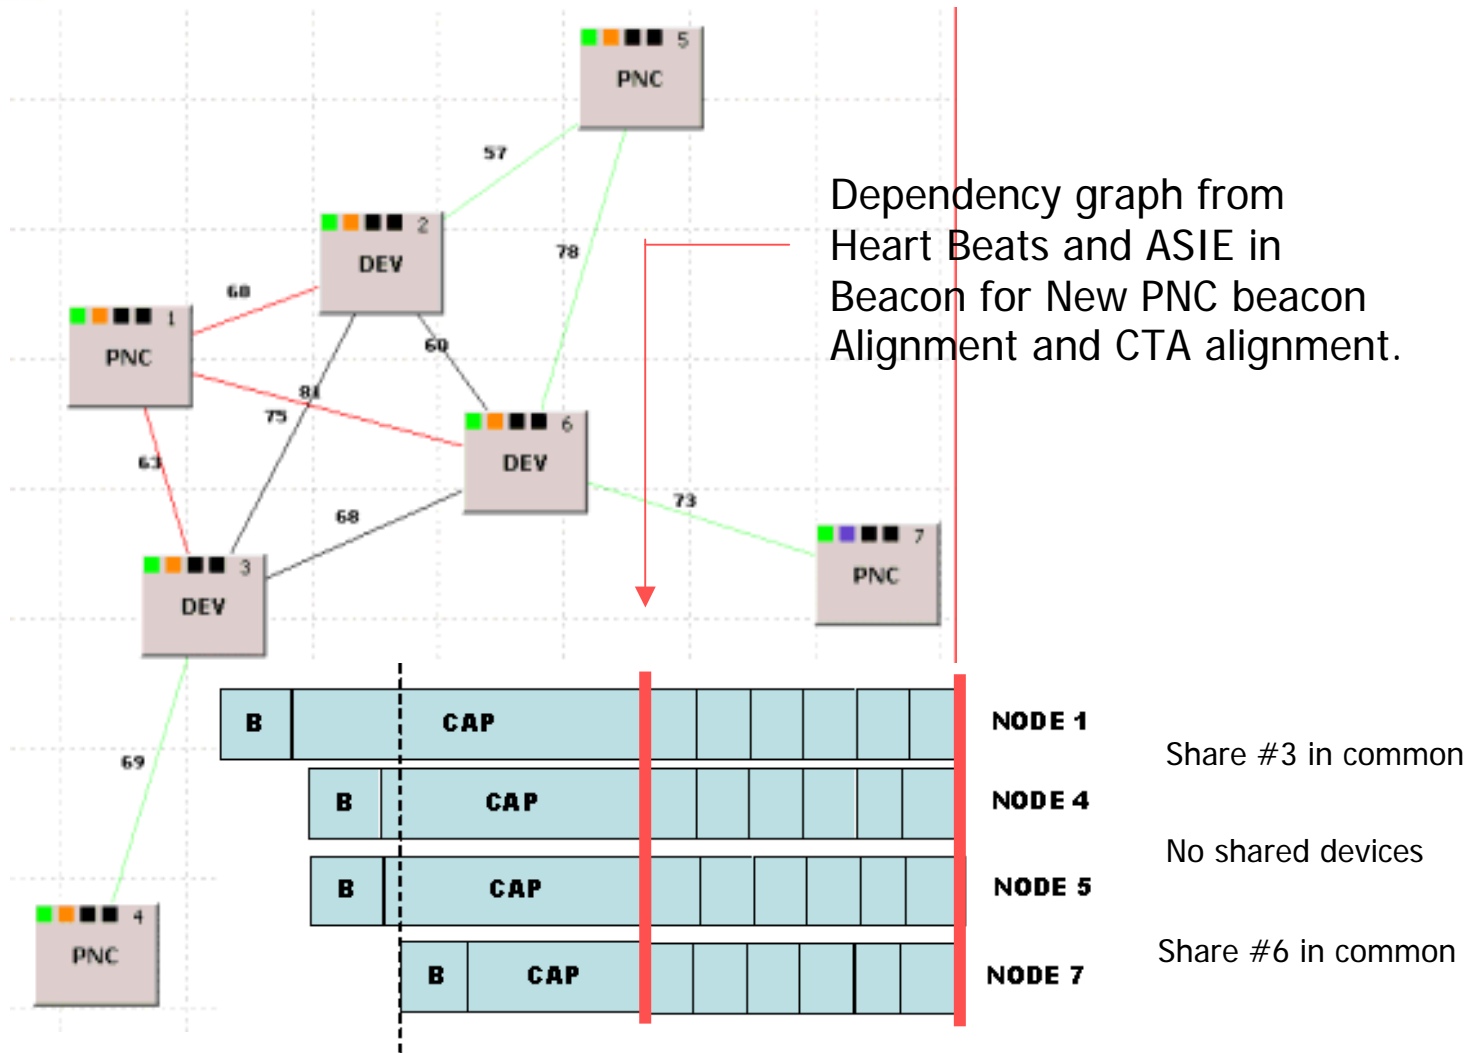 5
PNC
57
2
DEV
78
Dependency graph from
Heart Beats and ASIE in
Beacon for New PNC beacon
Alignment and CTA alignment.
68
1
PNC
60
81
75
6
DEV
63
68
73
7
PNC
3
DEV
B CAP NODE 1
Share #3 in common
69
B CAP NODE 4
No shared devices
B CAP NODE 5
4
PNC
Share #6 in common
B CAP NODE 7